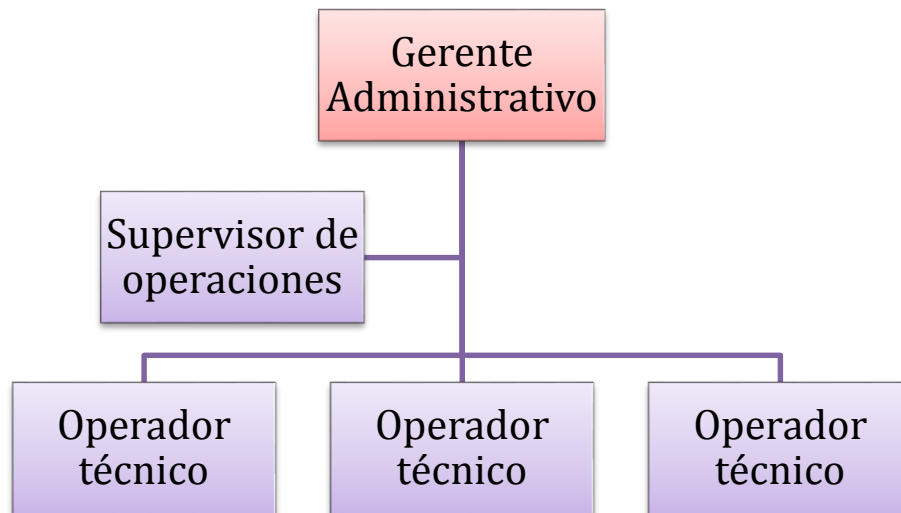 Gerente
Administrativo
Supervisor de
operaciones
Operador
técnico
Operador
técnico
Operador
técnico